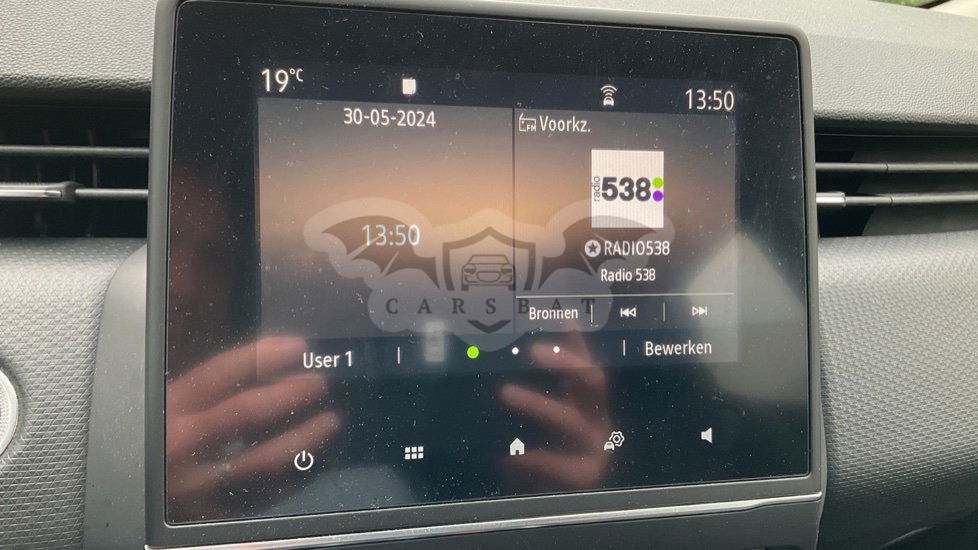 19°C
13:50
30-05-2024
FM Voorkz.
radio 538
13:50
RADIO538
Radio 538
CARSBAT
Bronnen
User 1
Bewerken